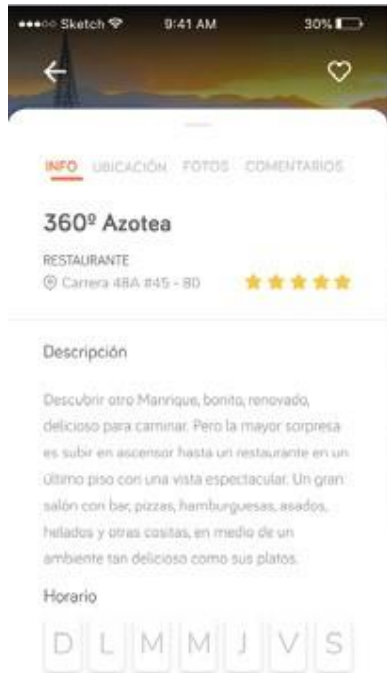 Sketch 9:41 AM 30%
INFO UBICACIÓN FOTOS COMENTARIOS
360º Azotea
RESTAURANTE
Carrera 48A #45 - 80
Descripción
Descubrir otro Manrique, bonito, renovado,
delicioso para caminar. Pero la mayor sorpresa
es subir en ascensor hasta un restaurante en un
último piso con una vista espectacular. Un gran
salón con bar, pizzas, hamburguesas, asados,
helados y otras cositas, en medio de un
ambiente tan delicioso como sus platos.
Horario
D L M M J V S